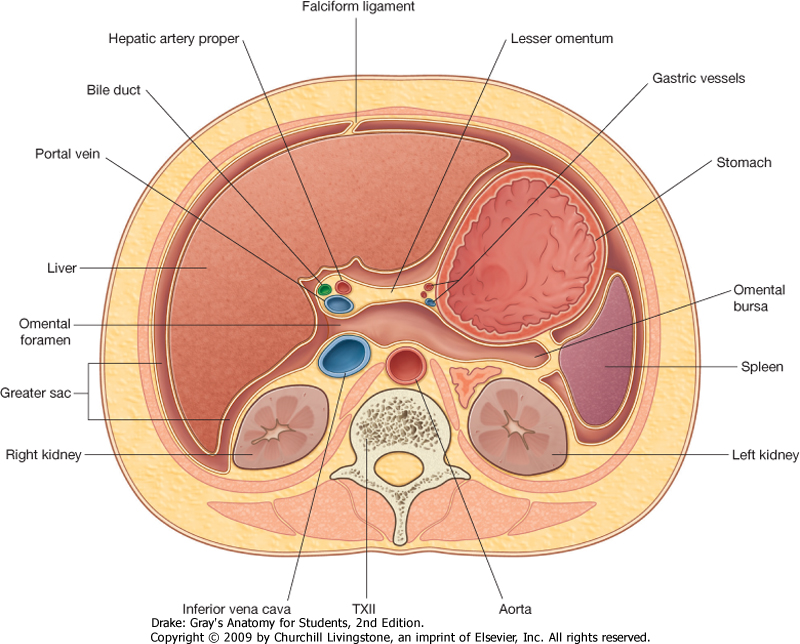 Falciform ligament
Hepatic artery proper
Lesser omentum
Gastric vessels
Bile duct
Portal vein
Stomach
Liver
Omental
bursa
Omental
foramen
Spleen
Greater sac
Right kidney
Left kidney
Inferior vena cava
TXII
Aorta
Drake: Gray's Anatomy for Students, 2nd Edition.
Copyright © 2009 by Churchill Livingstone, an imprint of Elsevier, Inc. All rights reserved.